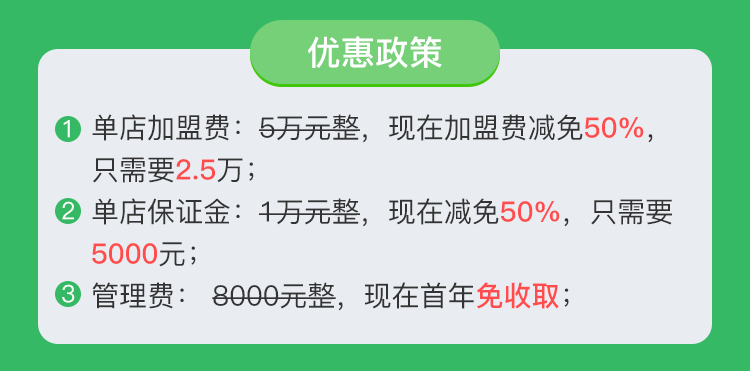 优惠政策
1 单店加盟费：5万元整，现在加盟费减免50%，
只需要2.5万；
2 单店保证金：1万元整，现在减免50%，只需要
5000元；
3 管理费： 8000元整，现在首年免收取；